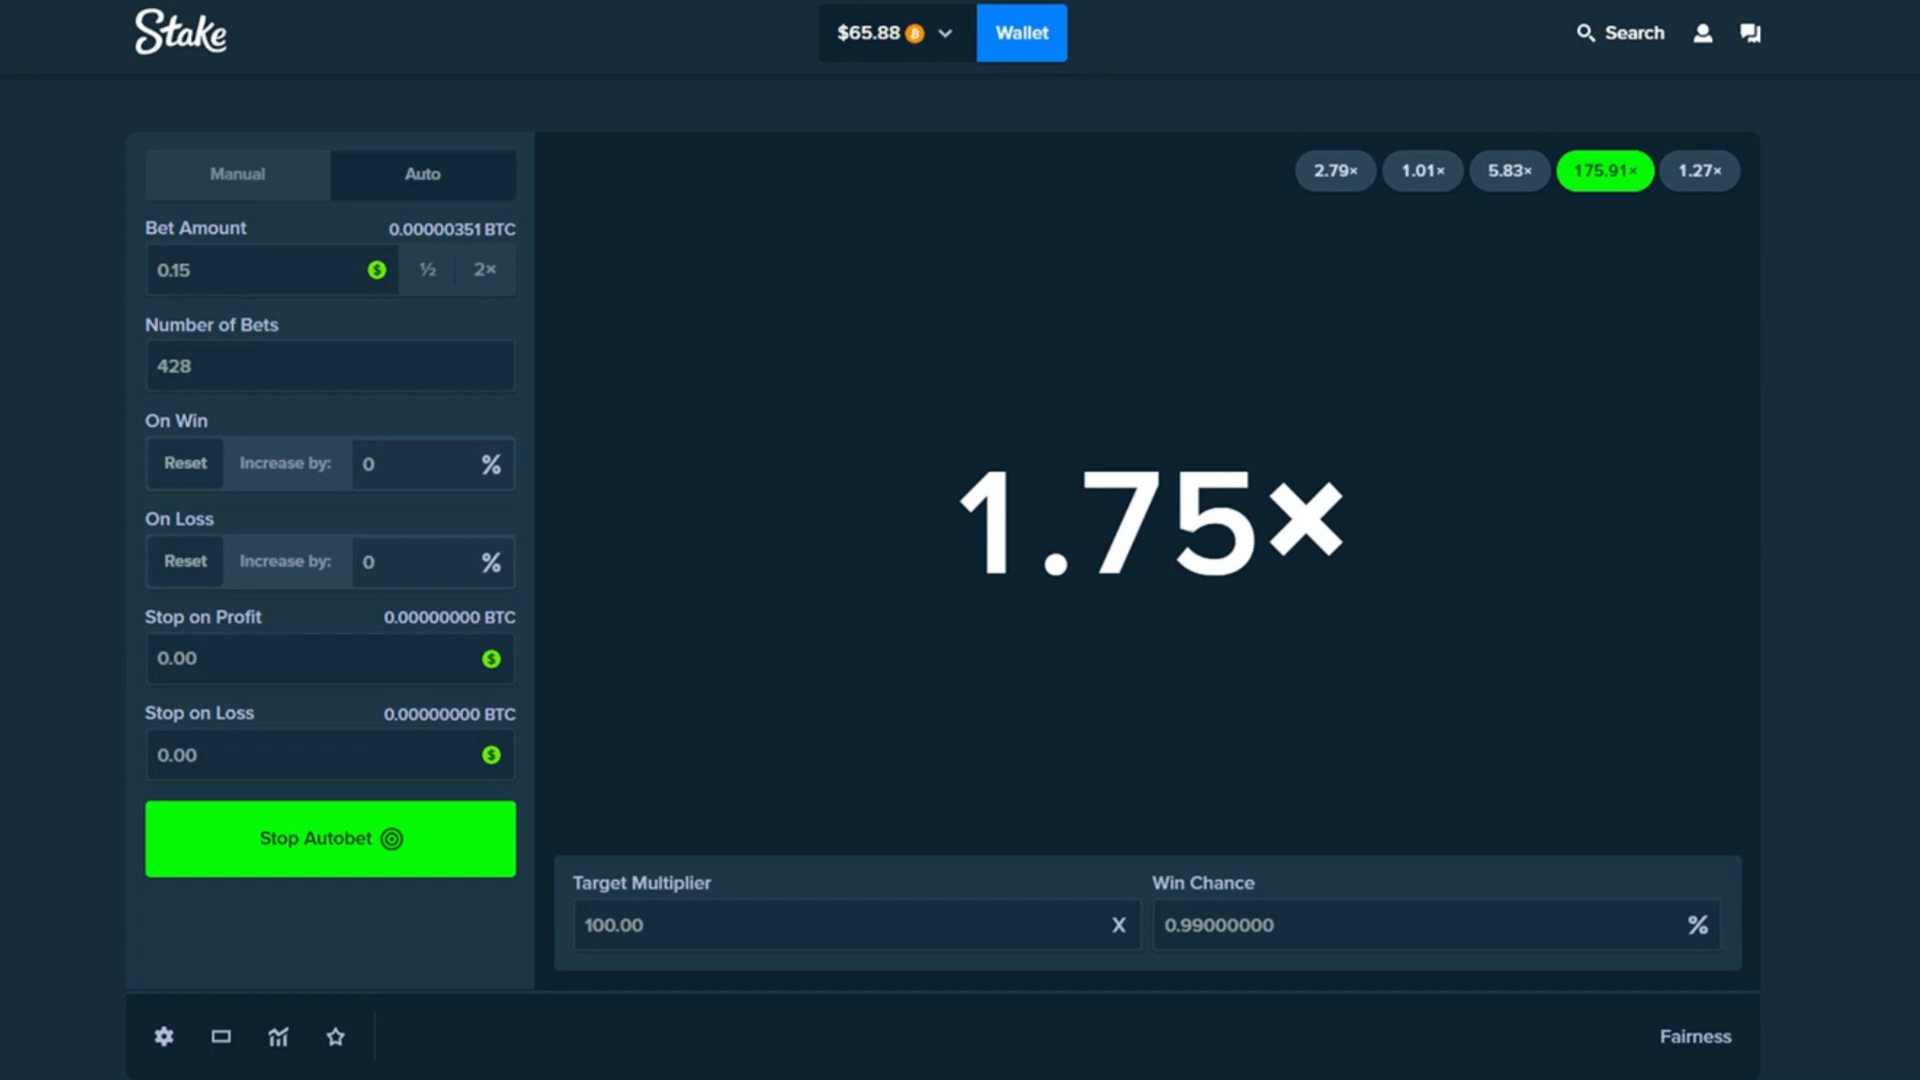 Stake
$65.88
Wallet
Search
Manual
Auto
Bet Amount
0.00000351 BTC
0.15
½
2×
Number of Bets
428
On Win
Reset
Increase by:
0
%
On Loss
Reset
Increase by:
0
%
Stop on Profit
0.00000000 BTC
0.00
Stop on Loss
0.00000000 BTC
0.00
Stop Autobet
2.79×
1.01×
5.83×
175.91×
1.27×
1.75×
Target Multiplier
100.00
X
Win Chance
0.99000000
%
Fairness